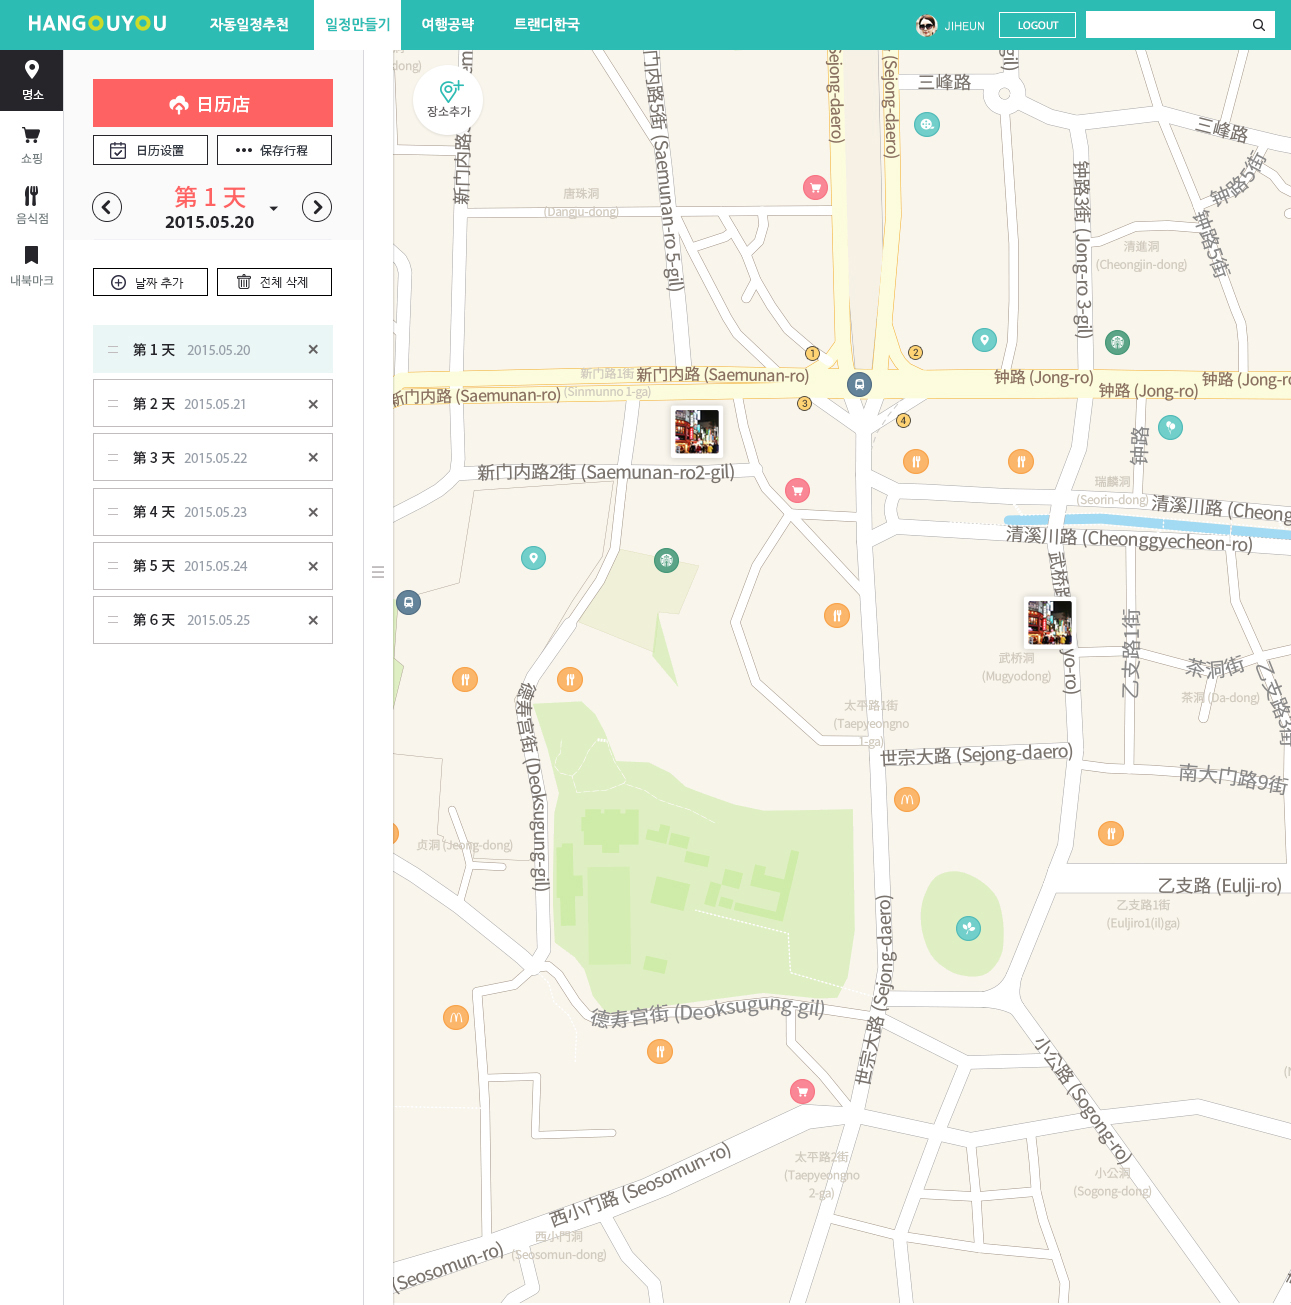 HANGOUYOU
자동일정추천
일정만들기
여행공략
트랜디한국
JIHEUN
LOGOUT
명소
쇼핑
음식점
내북마크
日历店
日历设置
保存行程
第 1 天
2015.05.20
날짜 추가
전체 삭제
第 1 天 2015.05.20
第 2 天 2015.05.21
第 3 天 2015.05.22
第 4 天 2015.05.23
第 5 天 2015.05.24
第 6 天 2015.05.25
장소추가
dong)
新门内路5街 (Saemunan-ro 5-gil)
Sejong-daero)
(Sejong-daero)
gil)
三峰路
三峰路
钟路5街
钟路5街
钟路3街 (Jong-ro 3-gil)
唐珠洞
(Dangju-dong)
清進洞
(Cheongjin-dong)
1
2
3
4
新门路1街
(Sinmunno 1-ga)
新门内路 (Saemunan-ro)
新门内路 (Saemunan-ro)
钟路 (Jong-ro)
钟路 (Jong-ro)
钟路 (Jong-ro
钟路
新门内路2街 (Saemunan-ro2-gil)
瑞麟洞
(Seorin-dong)
清溪川路 (Cheong
清溪川路 (Cheonggyecheon-ro)
武桥路
yo-ro)
武桥洞
(Mugyodong)
乙支路1街
茶洞街
茶洞 (Da-dong)
乙支路3街
太平路1街
(Taepyeongno
1-ga)
世宗大路 (Sejong-daero)
南大门路9街
德寿宫街 (Deoksugung-gil)
贞洞 (Jeong-dong)
乙支路 (Eulji-ro)
乙支路1街
(Euljiro1(il)ga)
世宗大路 (Sejong-daero)
德寿宫街 (Deoksugung-gil)
小公路 (Sogong-ro)
太平路2街
(Taepyeongno
2-ga)
小公洞
(Sogong-dong)
西小门路 (Seosomun-ro)
西小門洞
(Seosomun-dong)
(Seosomun-ro)